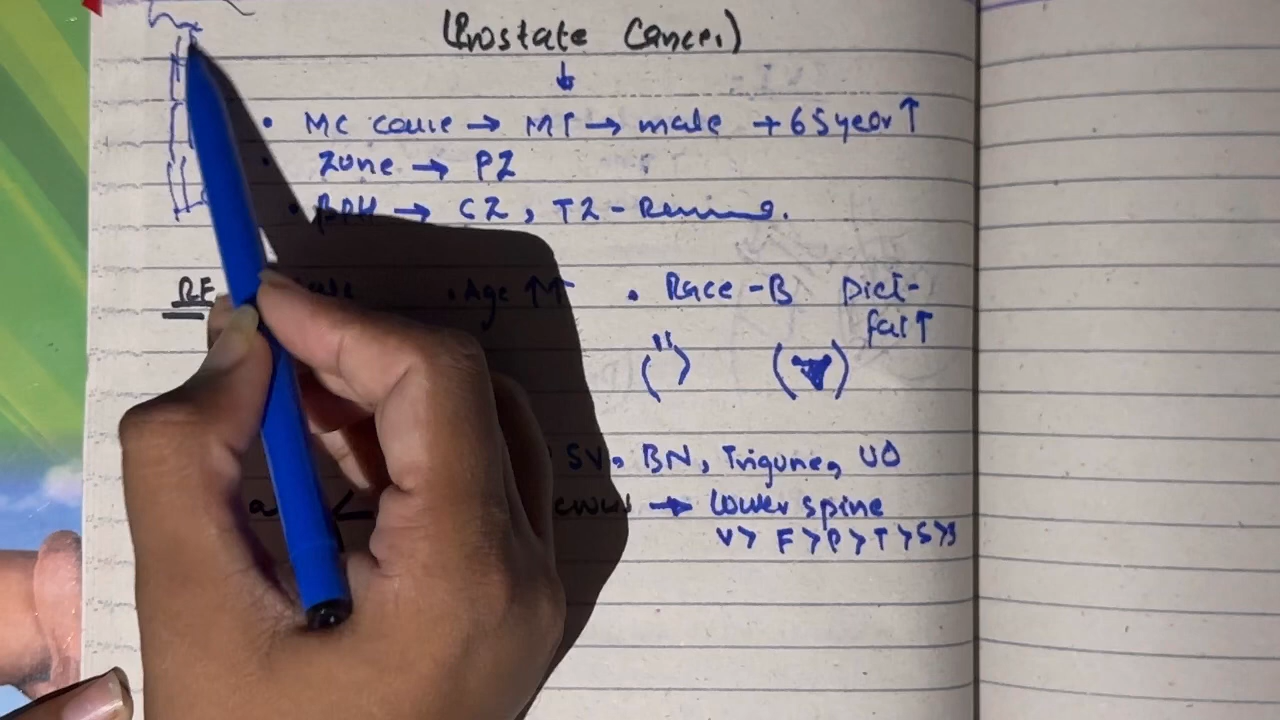 (Prostate Cancer)
↓
• MC cause → MT → male + 65 year ↑
Zone → PZ
• BPH → CZ, TZ -
RF • Age ↑ • Race - B Diet-
fat ↑
SV, BN, Trigone, UO
→ Lower spine
V > F > P > T > S >